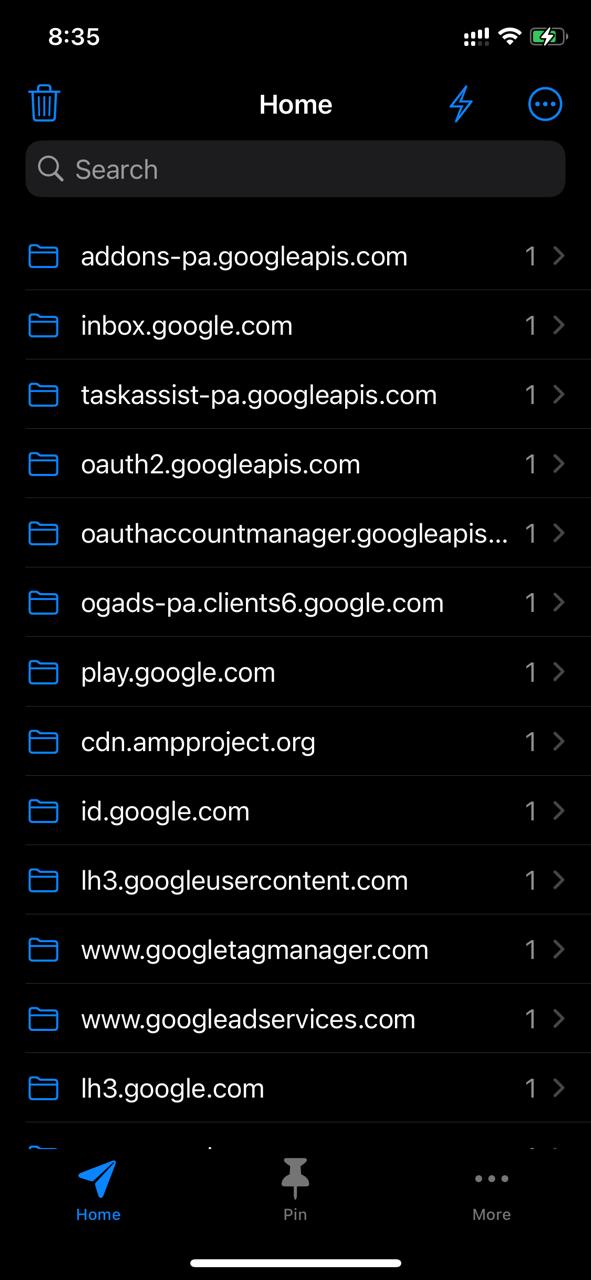 8:35
Home
Search
addons-pa.googleapis.com 1
inbox.google.com 1
taskassist-pa.googleapis.com 1
oauth2.googleapis.com 1
oauthaccountmanager.googleapis... 1
ogads-pa.clients6.google.com 1
play.google.com 1
cdn.ampproject.org 1
id.google.com 1
lh3.googleusercontent.com 1
www.googletagmanager.com 1
www.googleadservices.com 1
lh3.google.com 1
Home Pin More